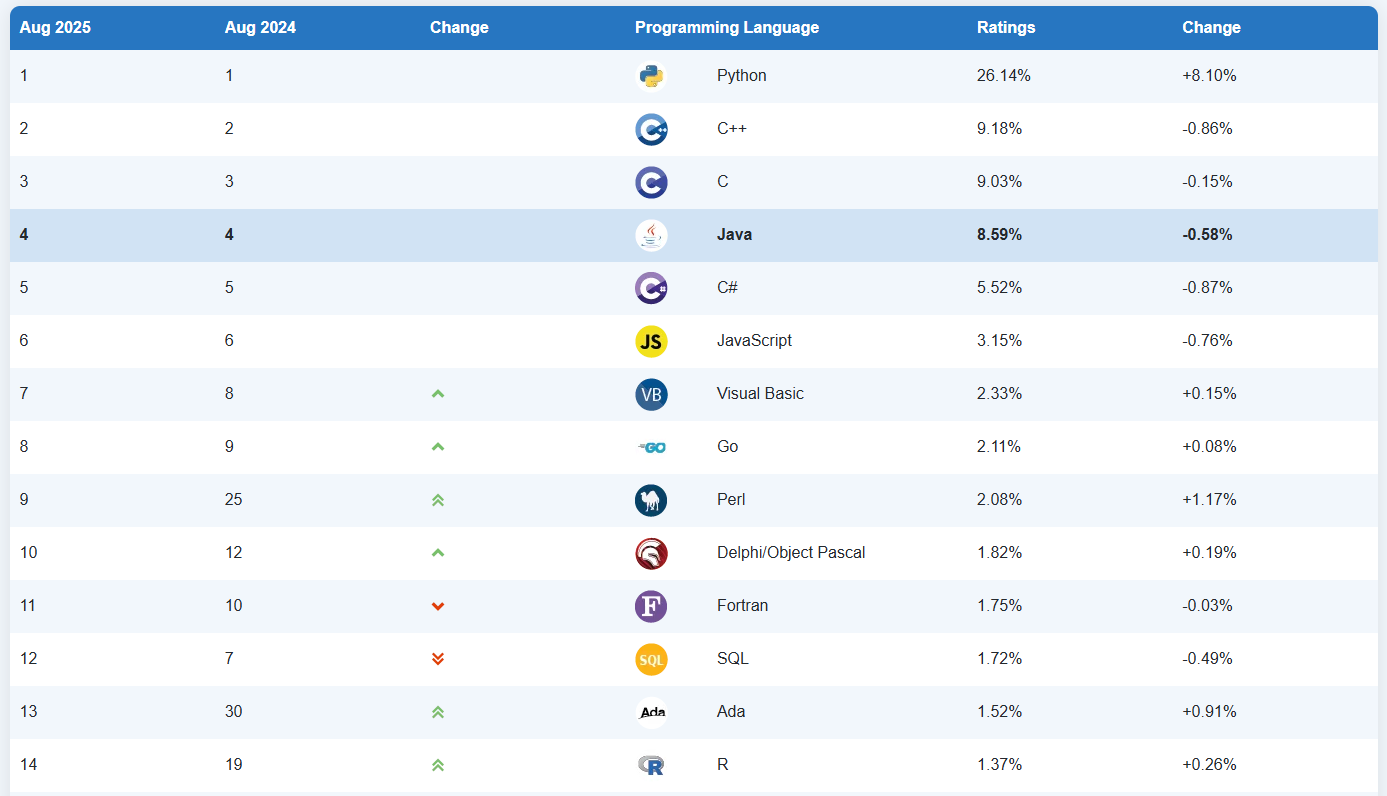 Aug 2025 Aug 2024 Change Programming Language Ratings Change
1 1 Python 26.14% +8.10%
2 2 C++ 9.18% -0.86%
3 3 C 9.03% -0.15%
4 4 Java 8.59% -0.58%
5 5 C# 5.52% -0.87%
6 6 JS JavaScript 3.15% -0.76%
7 8 VB Visual Basic 2.33% +0.15%
8 9 GO Go 2.11% +0.08%
9 25 Perl 2.08% +1.17%
10 12 Delphi/Object Pascal 1.82% +0.19%
11 10 F Fortran 1.75% -0.03%
12 7 SQL SQL 1.72% -0.49%
13 30 Ada Ada 1.52% +0.91%
14 19 R R 1.37% +0.26%